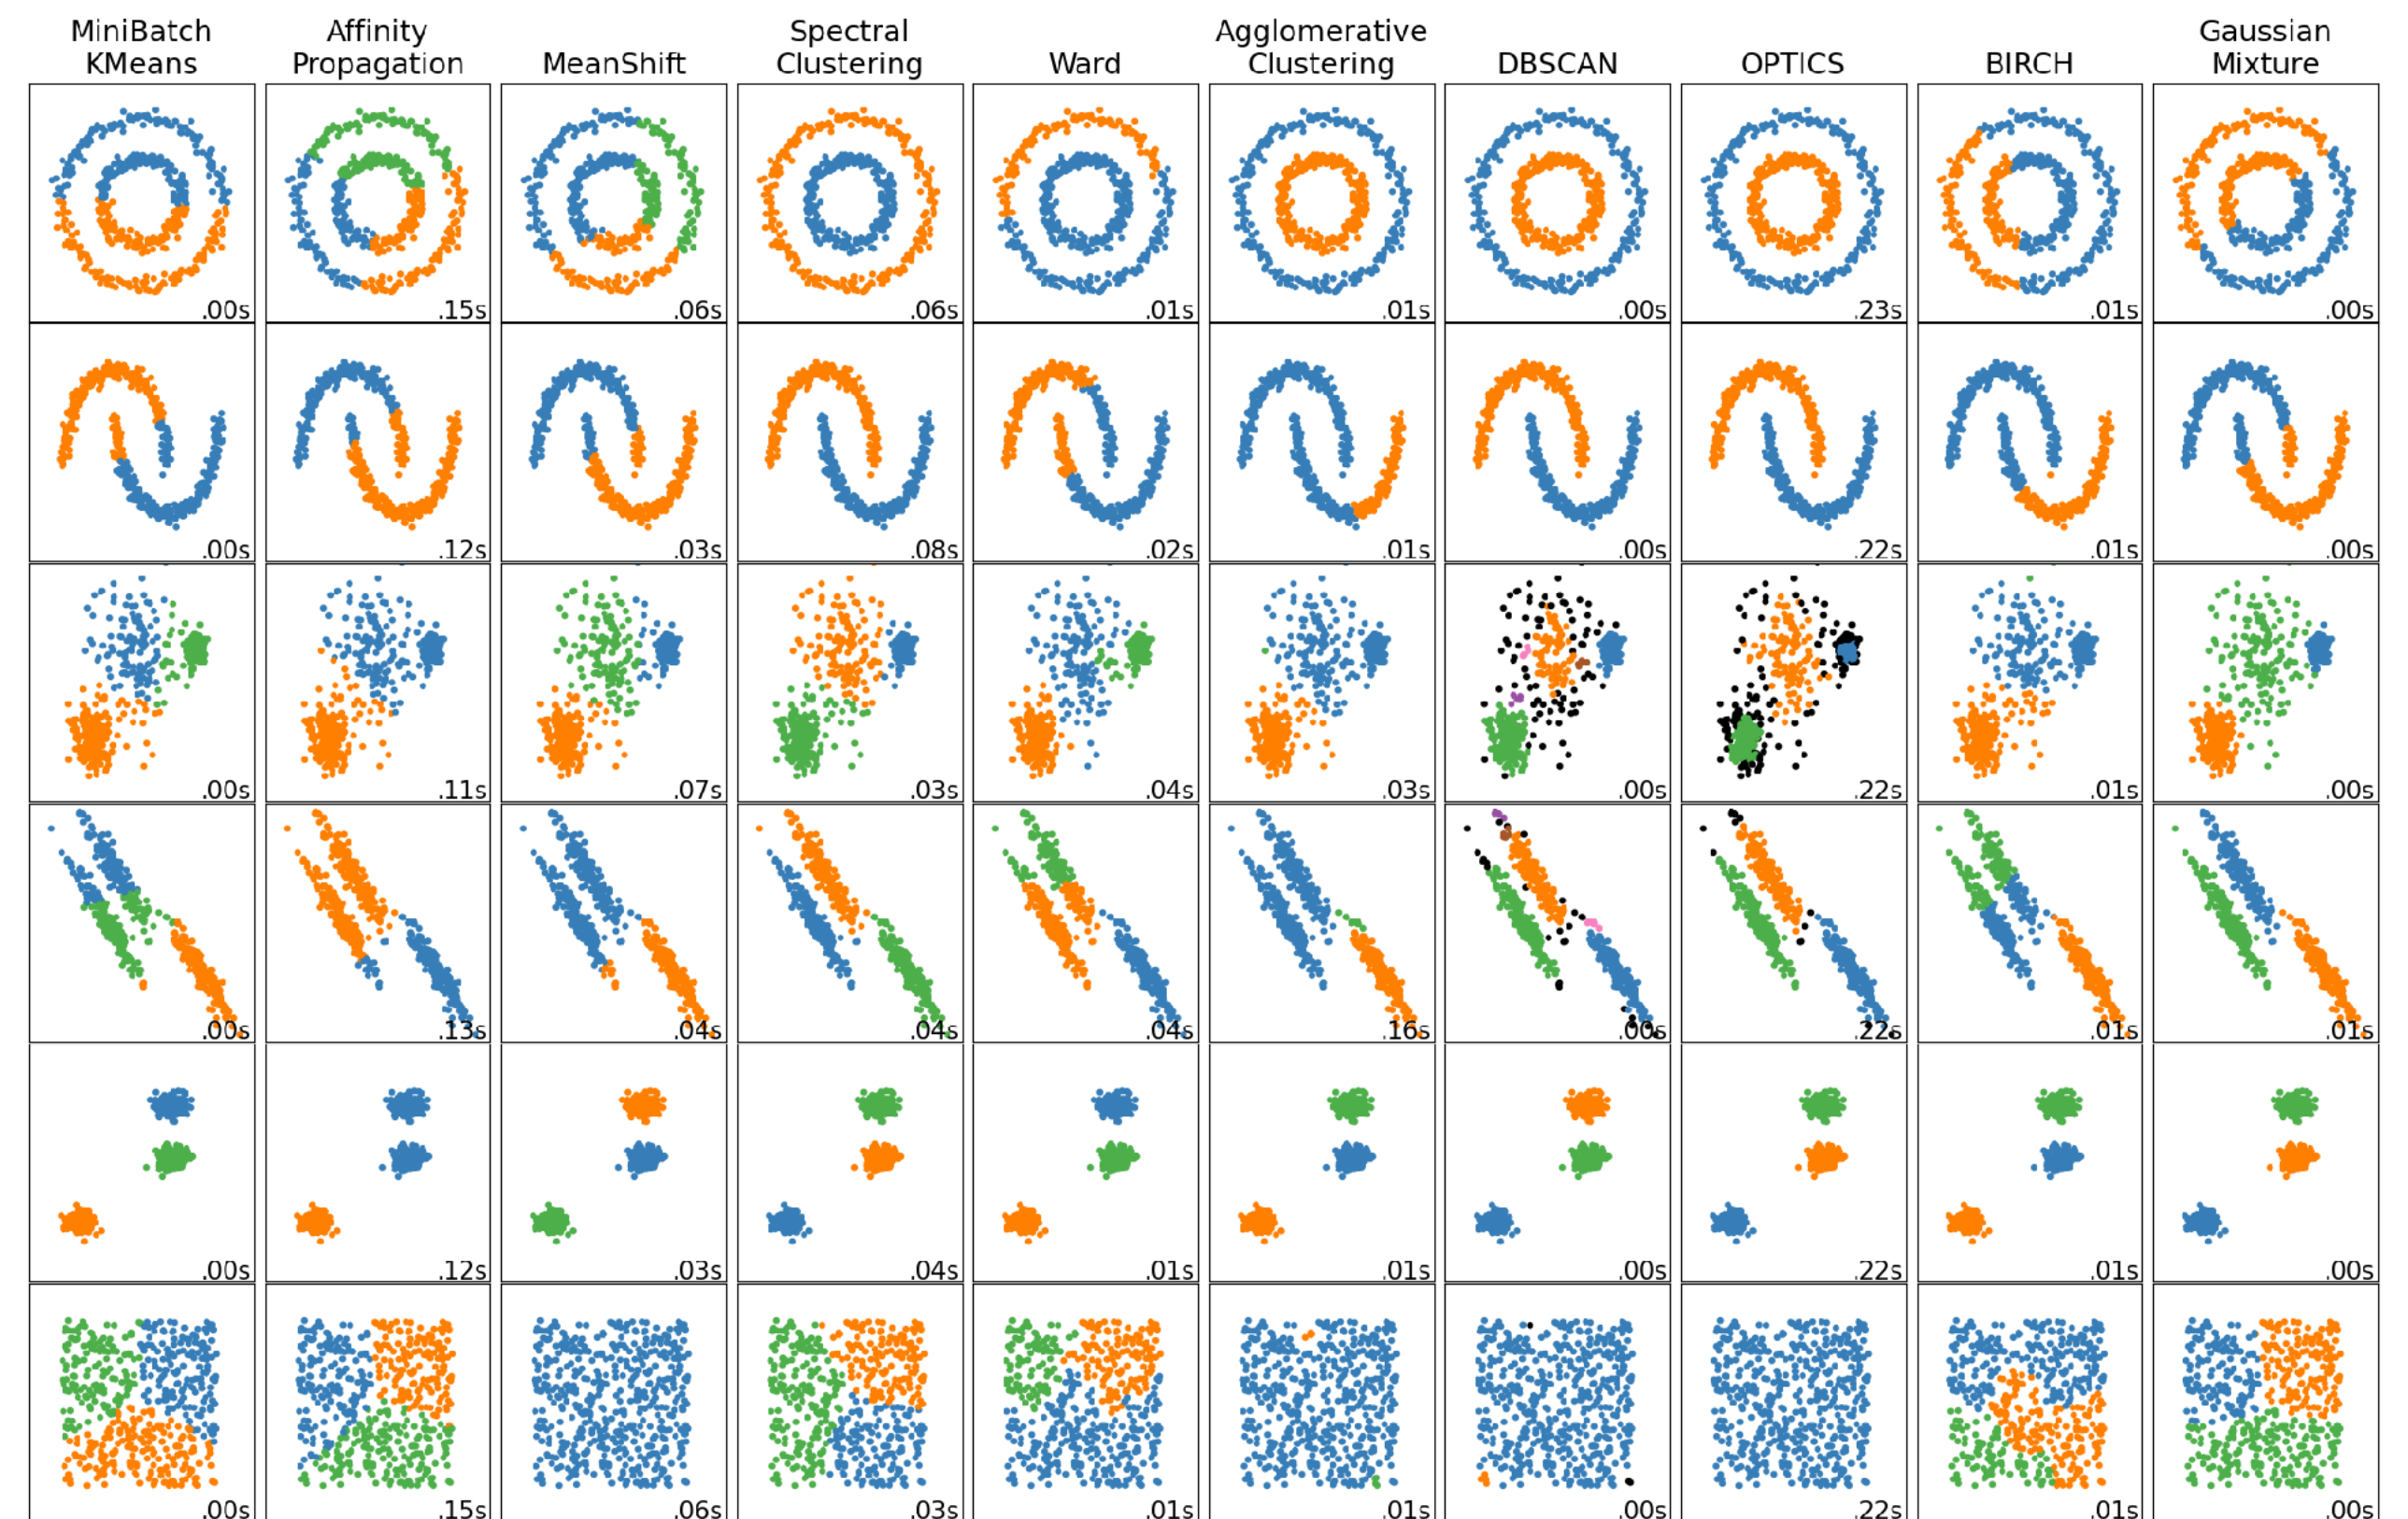 MiniBatch
KMeans
Affinity
Propagation
MeanShift
Spectral
Clustering
Ward
Agglomerative
Clustering
DBSCAN
OPTICS
BIRCH
Gaussian
Mixture
.00s
.15s
.06s
.06s
.01s
.01s
.00s
.23s
.01s
.00s
.00s
.12s
.03s
.08s
.02s
.01s
.00s
.22s
.01s
.00s
.00s
.11s
.07s
.03s
.04s
.03s
.00s
.22s
.01s
.00s
.00s
.13s
.04s
.04s
.04s
.16s
.00s
.22s
.01s
.01s
.00s
.12s
.03s
.04s
.01s
.01s
.00s
.22s
.01s
.00s
.00s
.15s
.06s
.03s
.01s
.01s
.00s
.22s
.01s
.00s